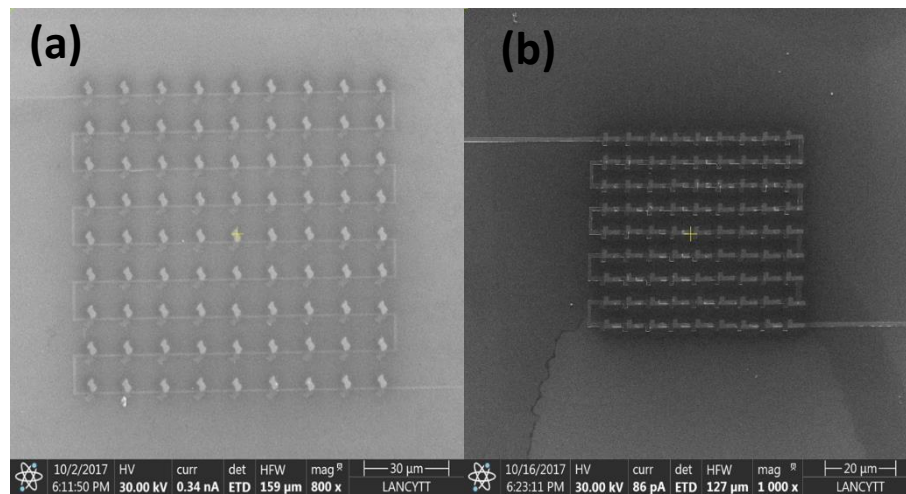 (a)
(b)
10/2/2017 HV curr det HFW mag 30 µm
6:11:50 PM 30.00 kV 0.34 nA ETD 159 µm 800 x LANCYTT
10/16/2017 HV curr det HFW mag 20 µm
6:23:11 PM 30.00 kV 86 pA ETD 127 µm 1 000 x LANCYTT